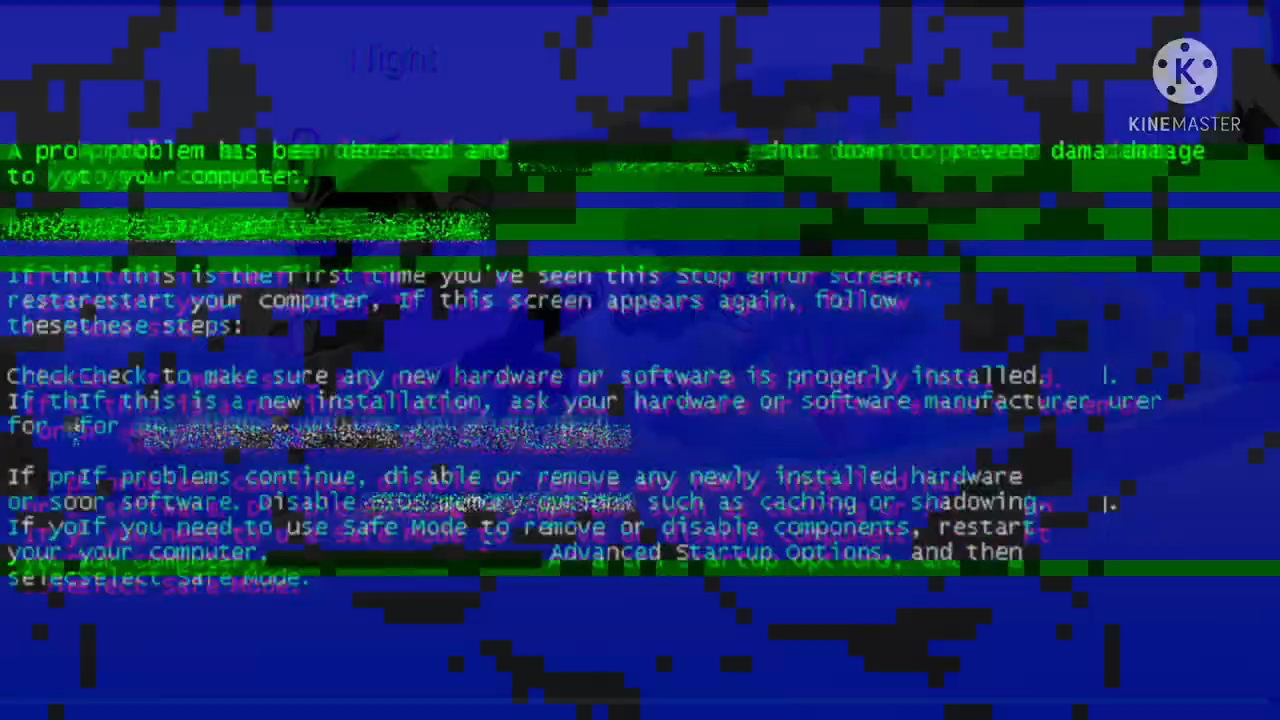 light
KINEMASTER
A proproblem has been detected and shut down to prevent damadamage
to your computer.
If thIf this is the first time you've seen this Stop error screen,
restarestart your computer, If this screen appears again, follow
thesethese steps:
CheckCheck to make sure any new hardware or software is properly installed.
If thIf this is a new installation, ask your hardware or software manufacturer urer
for for
If prIf problems continue, disable or remove any newly installed hardware
or soor software. Disable such as caching or shadowing.
If yoIf you need to use Safe Mode to remove or disable components, restart
your your computer. Advanced Startup Options, and then
selecselect Safe Mode.